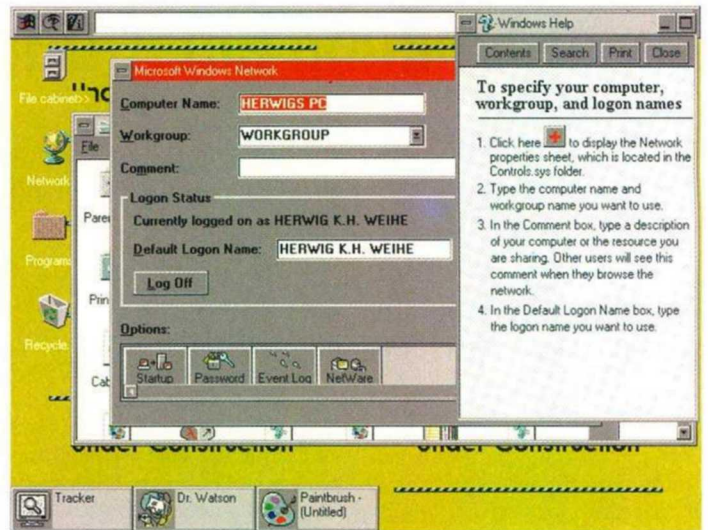 File cabinet>>
Network
Programs
Recycle.
File
Print
Microsoft Windows Network
Computer Name: HERWIGS PC
Workgroup: WORKGROUP
Comment:
Logon Status
Currently logged on as HERWIG K.H. WEIHE
Default Logon Name: HERWIG K.H. WEIHE
Log Off
Options:
Startup Password Event Log NetWare
Windows Help
Contents Search Print Close
To specify your computer,
workgroup, and logon names
1. Click here to display the Network
properties sheet, which is located in the
Controls.sys folder.
2. Type the computer name and
workgroup name you want to use.
3. In the Comment box, type a description
of your computer or the resource you
are sharing. Other users will see this
comment when they browse the
network.
4. In the Default Logon Name box, type
the logon name you want to use.
Under Construction Under Construction
Tracker
Dr. Watson
Paintbrush -
(Untitled)